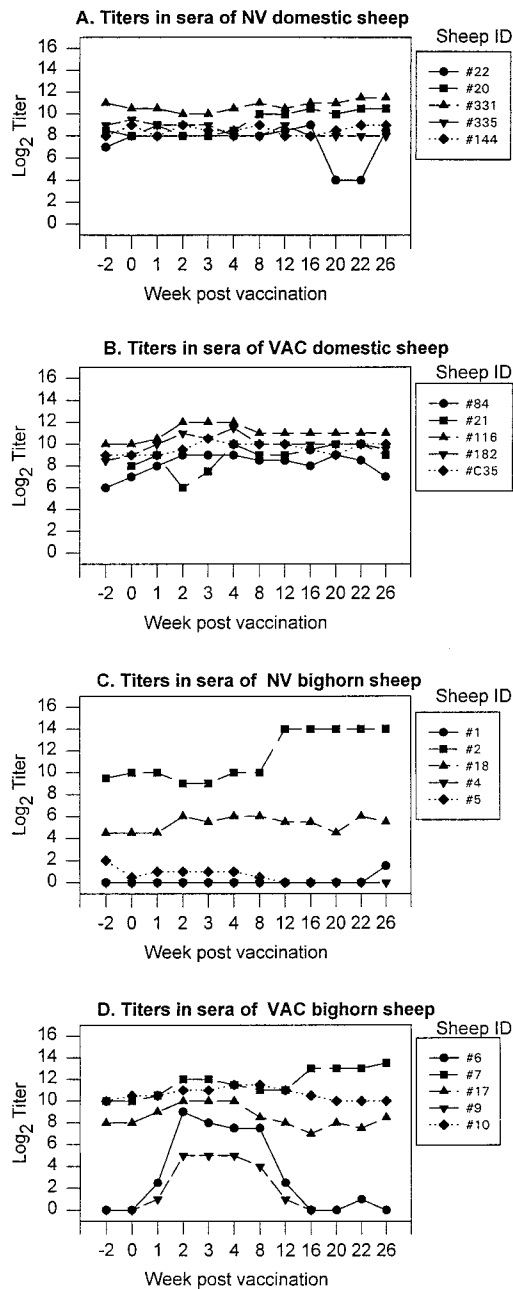 A. Titers in sera of NV domestic sheep
Sheep ID
16
14
12
10
8
6
4
2
0
Log2 Titer
#22
#20
#331
#335
#144
-2 0 1 2 3 4 8 12 16 20 22 26
Week post vaccination
B. Titers in sera of VAC domestic sheep
Sheep ID
16
14
12
10
8
6
4
2
0
Log2 Titer
#84
#21
#116
#182
#C35
-2 0 1 2 3 4 8 12 16 20 22 26
Week post vaccination
C. Titers in sera of NV bighorn sheep
Sheep ID
16
14
12
10
8
6
4
2
0
Log2 Titer
#1
#2
#18
#4
#5
-2 0 1 2 3 4 8 12 16 20 22 26
Week post vaccination
D. Titers in sera of VAC bighorn sheep
Sheep ID
16
14
12
10
8
6
4
2
0
Log2 Titer
#6
#7
#17
#9
#10
-2 0 1 2 3 4 8 12 16 20 22 26
Week post vaccination